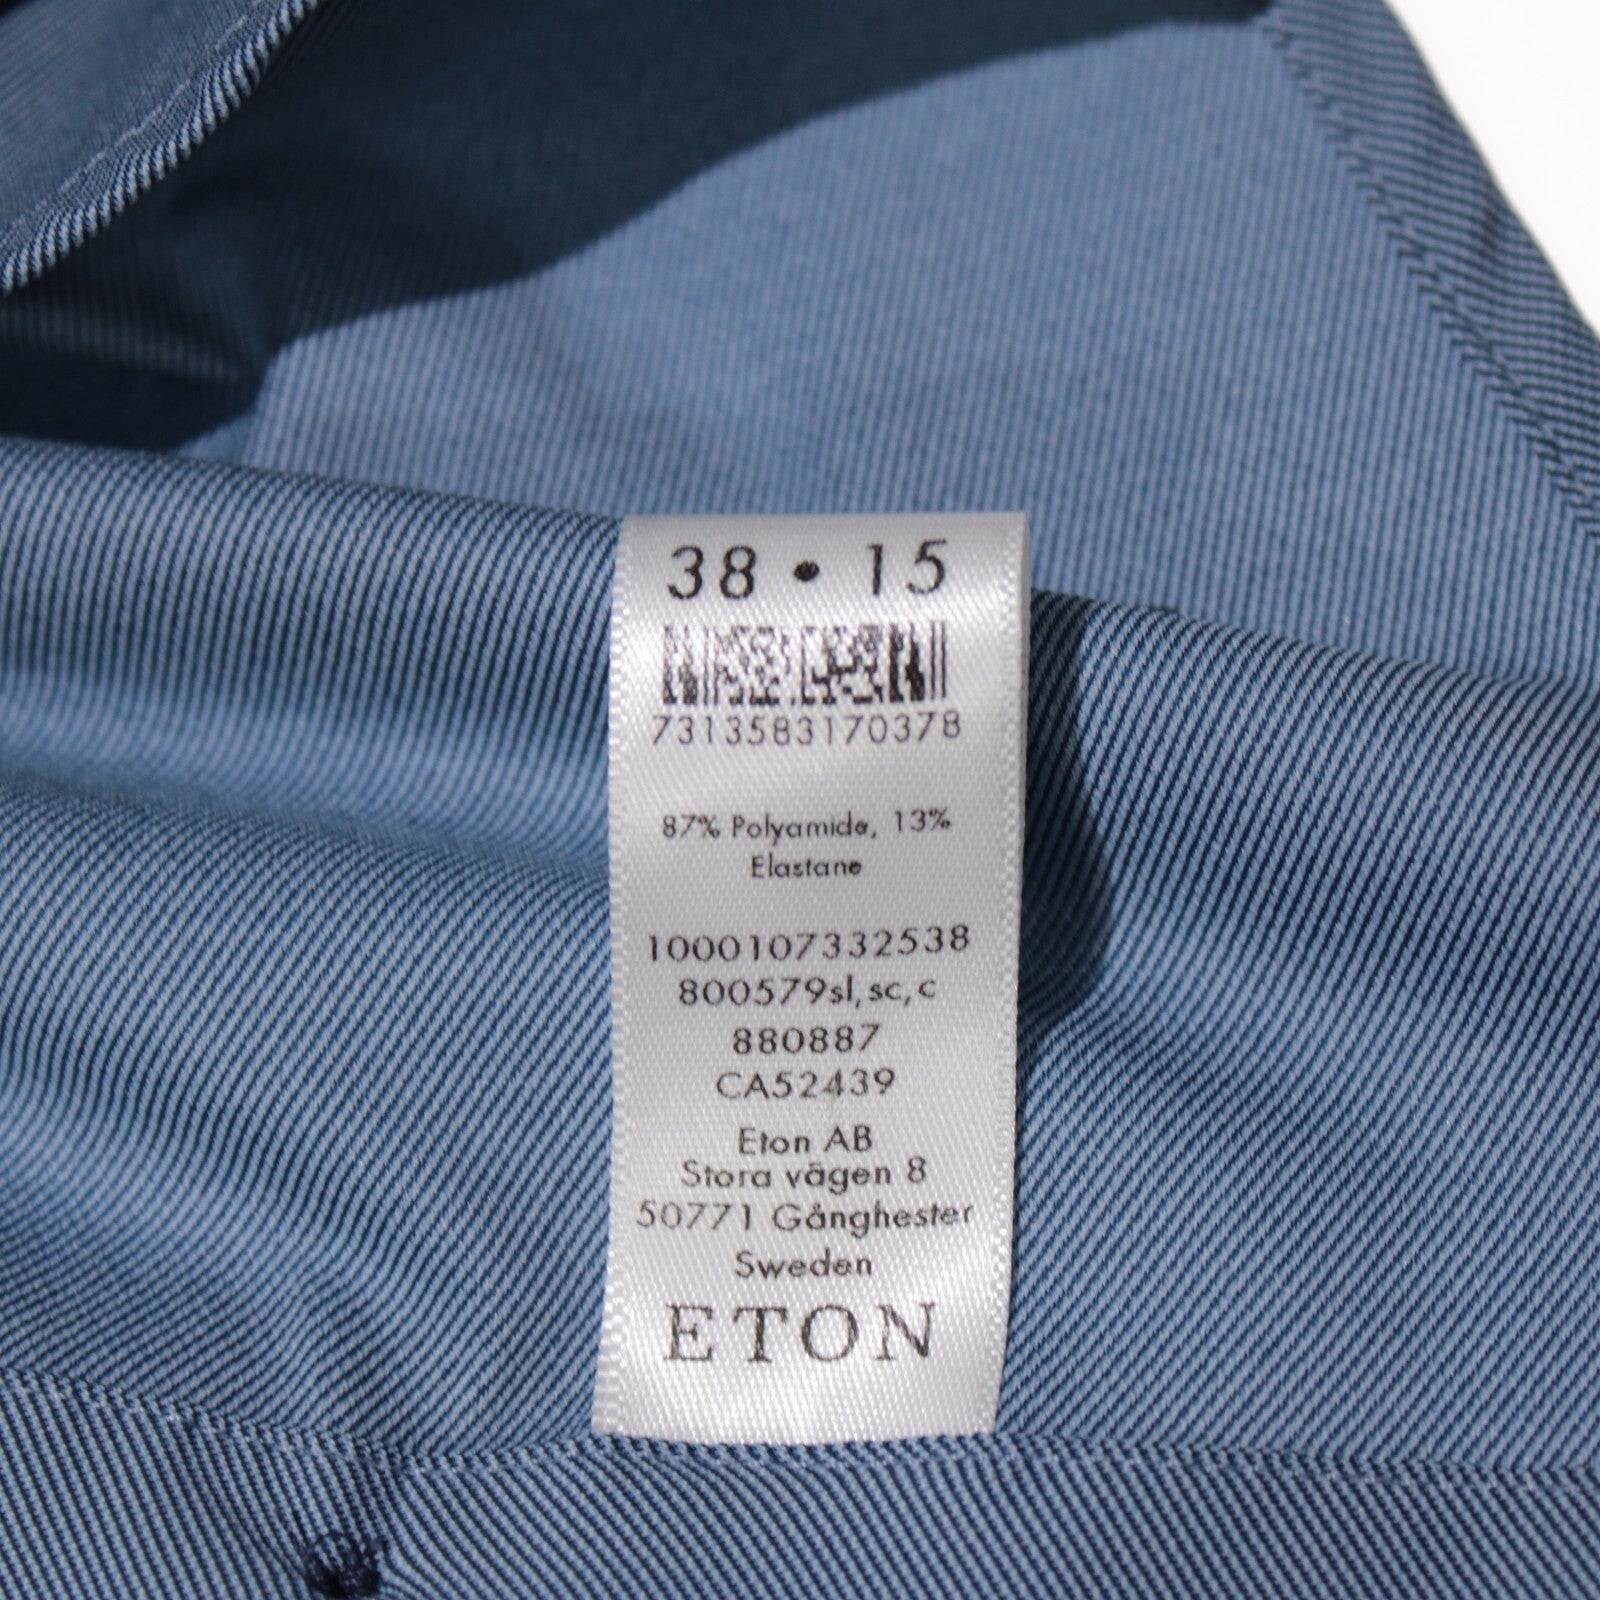 38 • 15
7313583170378
87% Polyamide, 13%
Elastane
1000107332538
800579sl, sc, c
880887
CA52439
Eton AB
Stora vägen 8
50771 Gånghester
Sweden
ETON